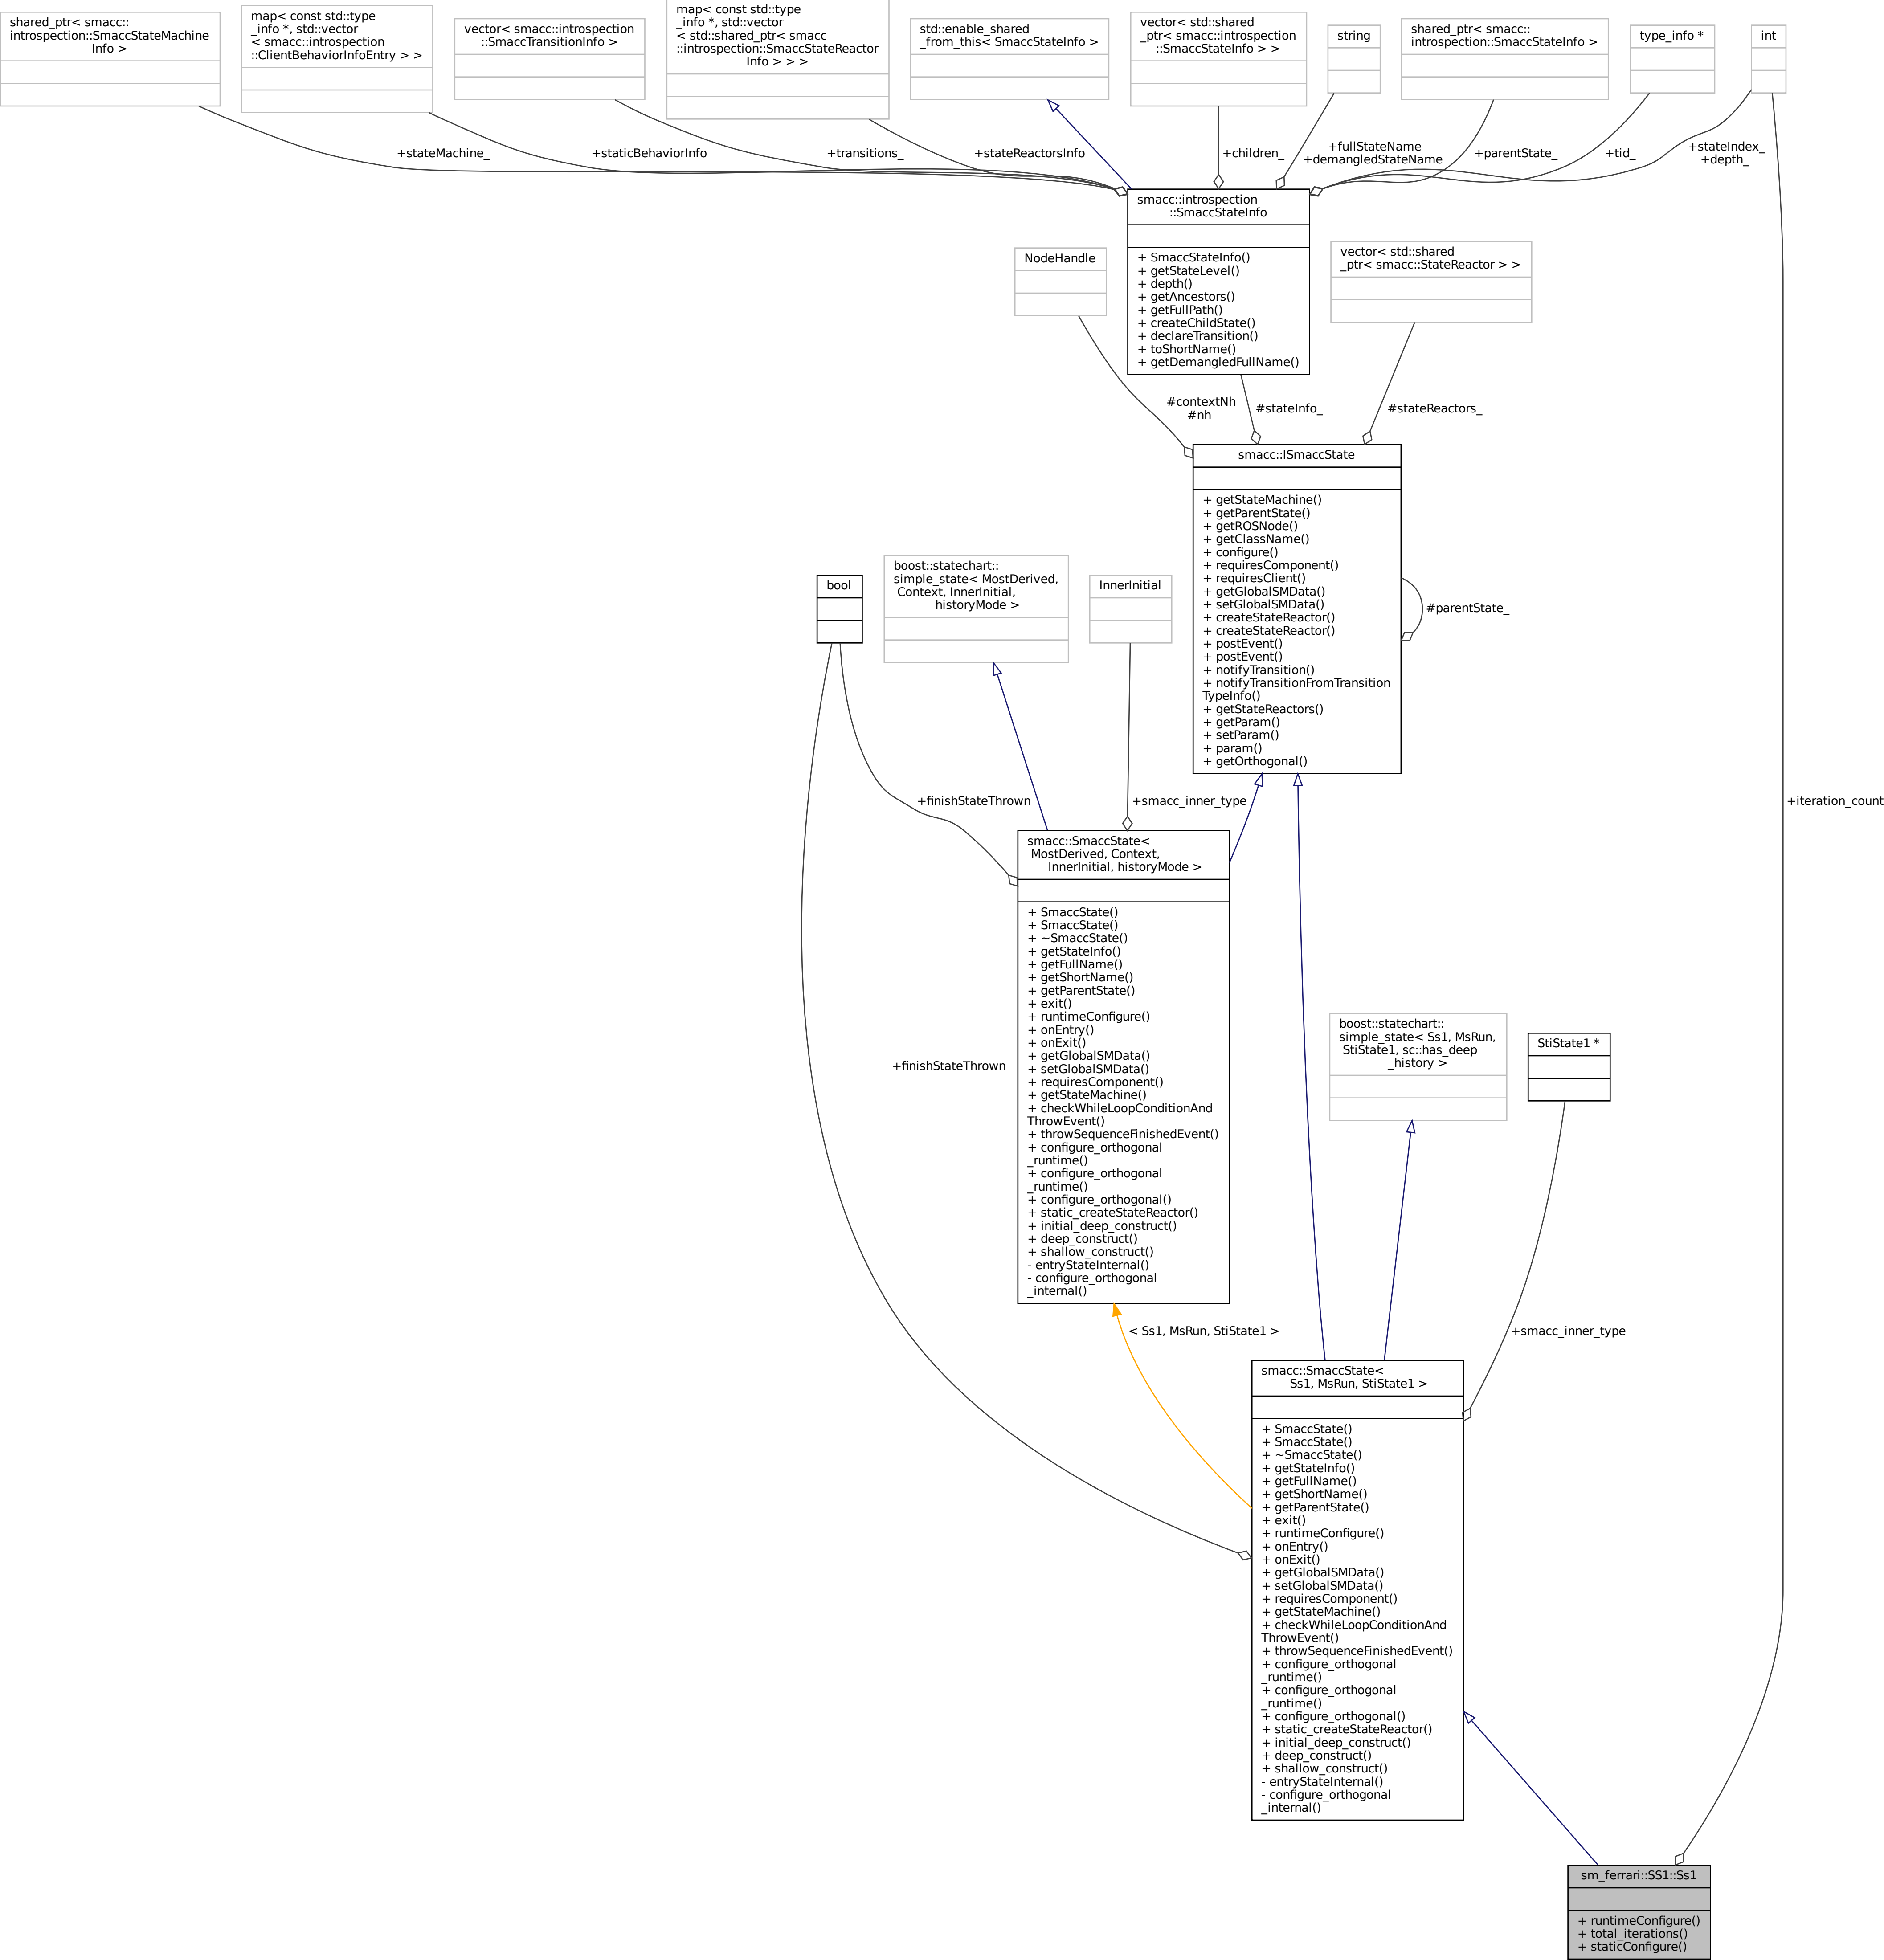 shared_ptr< smacc::
introspection::SmaccStateMachine
Info >
map< const std::type
_info *, std::vector
< smacc::introspection
::ClientBehaviorInfoEntry > >
vector< smacc::introspection
::SmaccTransitionInfo >
map< const std::type
_info *, std::vector
< std::shared_ptr< smacc
::introspection::SmaccStateReactor
Info > > >
std::enable_shared
_from_this< SmaccStateInfo >
vector< std::shared
_ptr< smacc::introspection
::SmaccStateInfo > >
string
shared_ptr< smacc::
introspection::SmaccStateInfo >
type_info *
int
+stateMachine_
+staticBehaviorInfo
+transitions_
+stateReactorsInfo
+children_
+fullStateName
+demangledStateName
+parentState_
+tid_
+stateIndex_
+depth_
smacc::introspection
::SmaccStateInfo
+ SmaccStateInfo()
+ getStateLevel()
+ depth()
+ getAncestors()
+ getFullPath()
+ createChildState()
+ declareTransition()
+ toShortName()
+ getDemangledFullName()
NodeHandle
vector< std::shared
_ptr< smacc::StateReactor > >
#contextNh
#nh
#stateInfo_
#stateReactors_
smacc::ISmaccState
+ getStateMachine()
+ getParentState()
+ getROSNode()
+ getClassName()
+ configure()
+ requiresComponent()
+ requiresClient()
+ getGlobalSMData()
+ setGlobalSMData()
+ createStateReactor()
+ createStateReactor()
+ postEvent()
+ postEvent()
+ notifyTransition()
+ notifyTransitionFromTransition
TypeInfo()
+ getStateReactors()
+ getParam()
+ setParam()
+ param()
+ getOrthogonal()
#parentState_
bool
boost::statechart::
simple_state< MostDerived,
Context, InnerInitial,
historyMode >
InnerInitial
+finishStateThrown
+smacc_inner_type
+iteration_count
smacc::SmaccState<
MostDerived, Context,
InnerInitial, historyMode >
+ SmaccState()
+ SmaccState()
+ ~SmaccState()
+ getStateInfo()
+ getFullName()
+ getShortName()
+ getParentState()
+ exit()
+ runtimeConfigure()
+ onEntry()
+ onExit()
+ getGlobalSMData()
+ setGlobalSMData()
+ requiresComponent()
+ getStateMachine()
+ checkWhileLoopConditionAnd
ThrowEvent()
+ throwSequenceFinishedEvent()
+ configure_orthogonal
_runtime()
+ configure_orthogonal
_runtime()
+ configure_orthogonal()
+ static_createStateReactor()
+ initial_deep_construct()
+ deep_construct()
+ shallow_construct()
- entryStateInternal()
- configure_orthogonal
_internal()
+finishStateThrown
boost::statechart::
simple_state< Ss1, MsRun,
StiState1, sc::has_deep
_history >
StiState1 *
< Ss1, MsRun, StiState1 >
+smacc_inner_type
smacc::SmaccState<
Ss1, MsRun, StiState1 >
+ SmaccState()
+ SmaccState()
+ ~SmaccState()
+ getStateInfo()
+ getFullName()
+ getShortName()
+ getParentState()
+ exit()
+ runtimeConfigure()
+ onEntry()
+ onExit()
+ getGlobalSMData()
+ setGlobalSMData()
+ requiresComponent()
+ getStateMachine()
+ checkWhileLoopConditionAnd
ThrowEvent()
+ throwSequenceFinishedEvent()
+ configure_orthogonal
_runtime()
+ configure_orthogonal
_runtime()
+ configure_orthogonal()
+ static_createStateReactor()
+ initial_deep_construct()
+ deep_construct()
+ shallow_construct()
- entryStateInternal()
- configure_orthogonal
_internal()
sm_ferrari::SS1::Ss1
+ runtimeConfigure()
+ total_iterations()
+ staticConfigure()